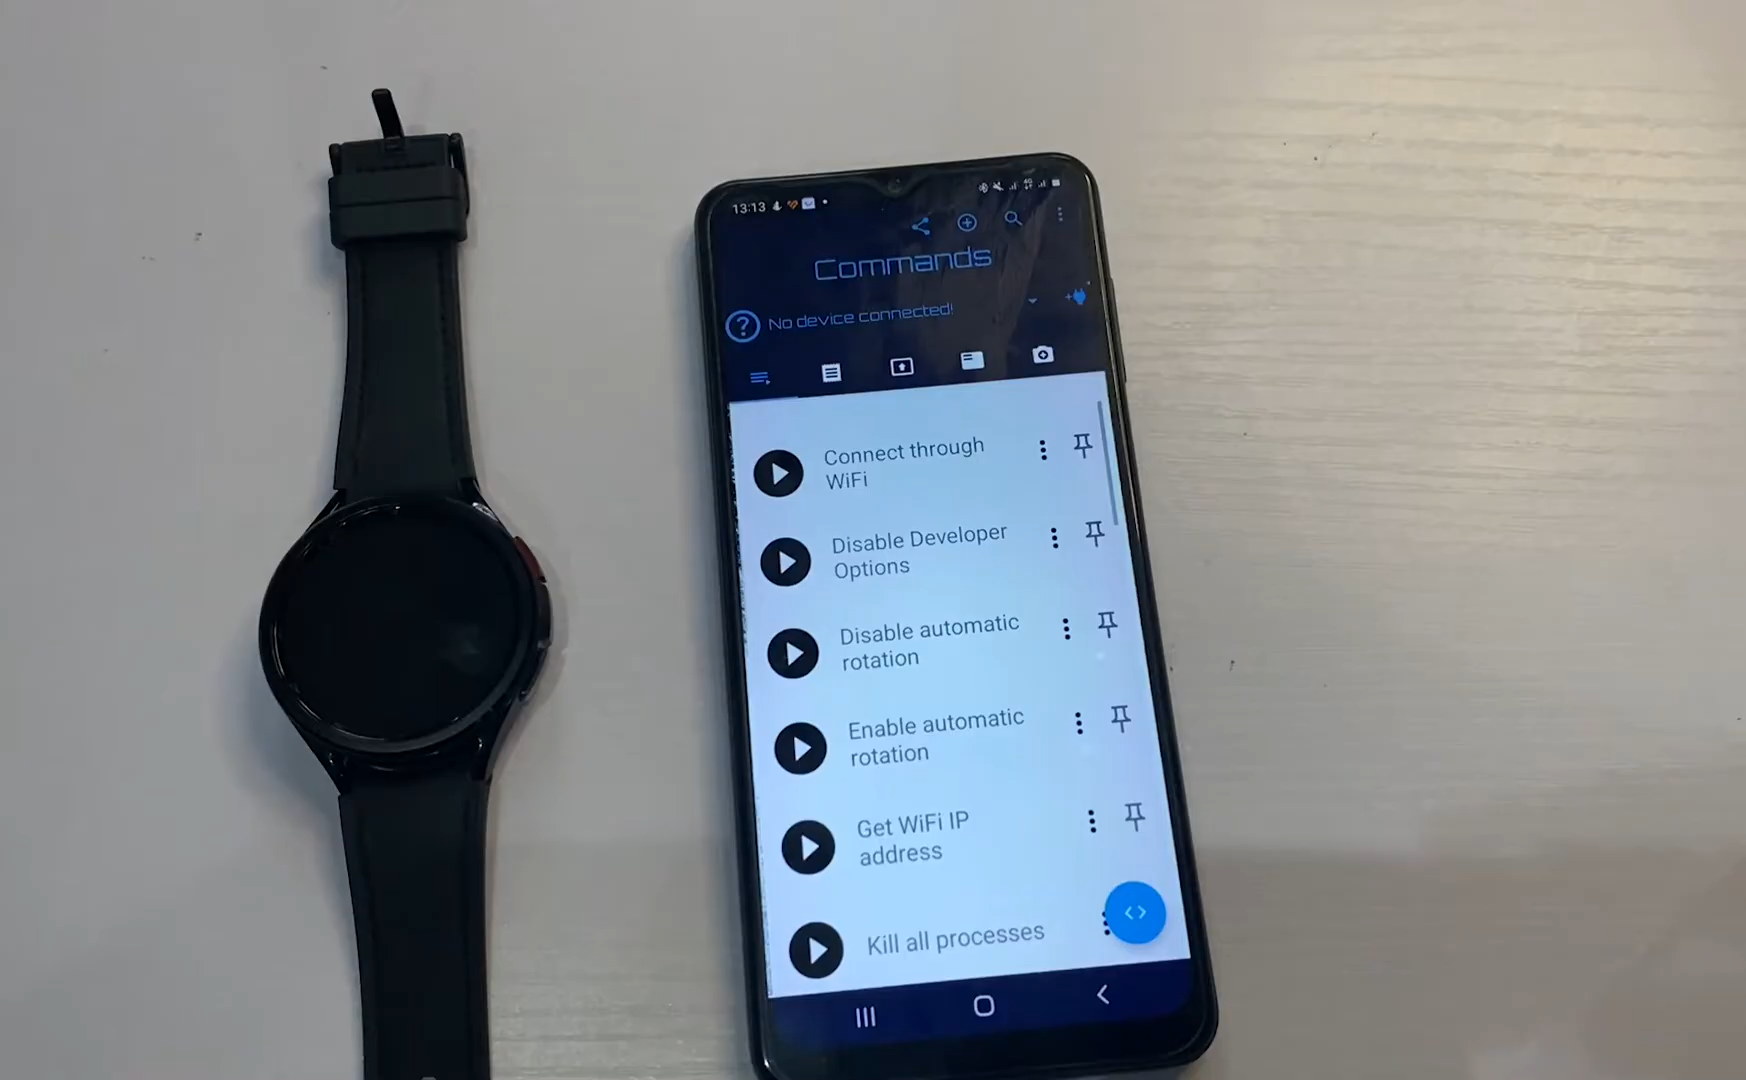 13:13
Commands
No device connected!
Connect through
WiFi
Disable Developer
Options
Disable automatic
rotation
Enable automatic
rotation
Get WiFi IP
address
Kill all processes